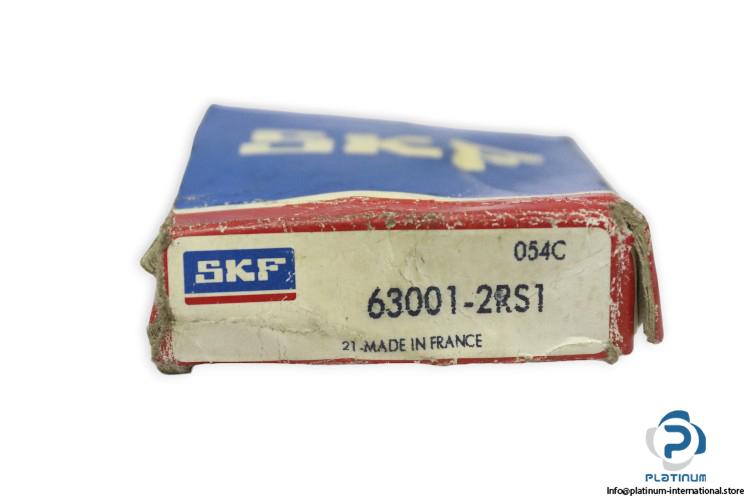 SKF
054C
SKF
63001-2RS1
21-MADE IN FRANCE
PLATINUM
Info@platinum-international.store